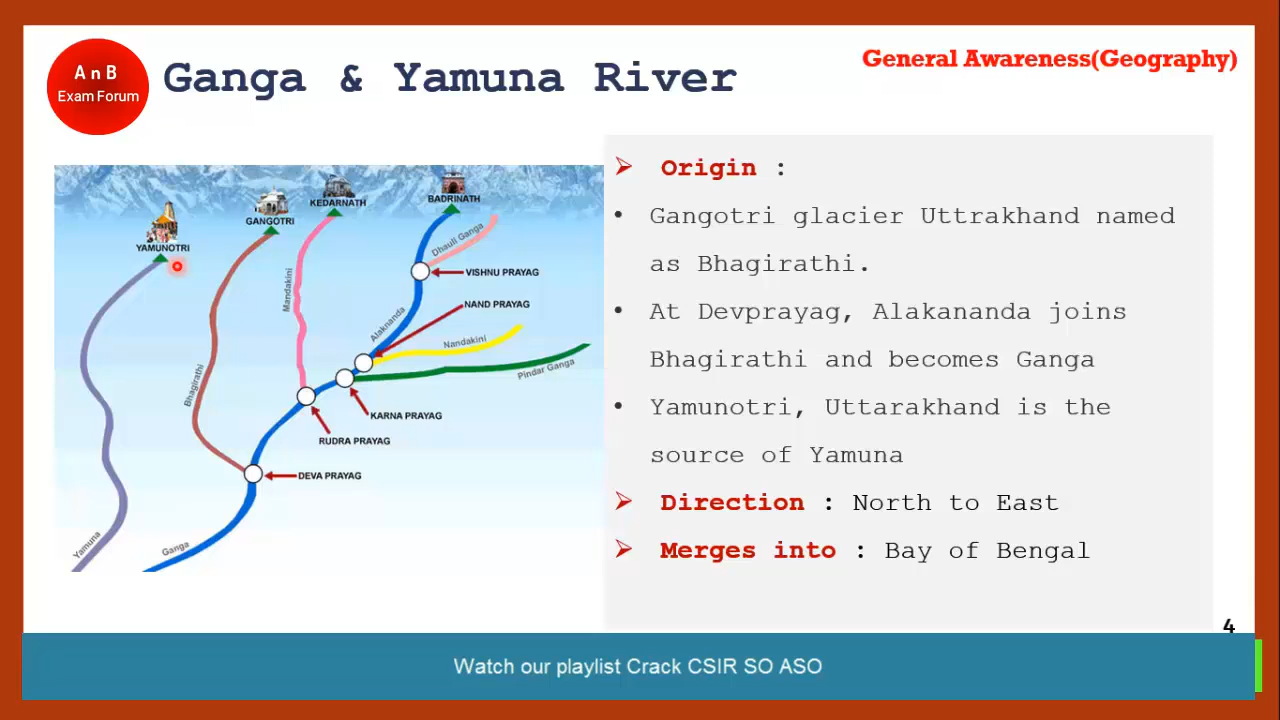 A n B
Exam Forum
Ganga & Yamuna River
General Awareness(Geography)
YAMUNOTRI
GANGOTRI
KEDARNATH
BADRINATH
Dhauli Ganga
VISHNU PRAYAG
Mandakini
NAND PRAYAG
Alaknanda
Nandakini
Pindar Ganga
Bhagirathi
KARNA PRAYAG
RUDRA PRAYAG
DEVA PRAYAG
Yamuna
Ganga
➢ Origin :
• Gangotri glacier Uttrakhand named
as Bhagirathi.
• At Devprayag, Alakananda joins
Bhagirathi and becomes Ganga
• Yamunotri, Uttarakhand is the
source of Yamuna
➢ Direction : North to East
➢ Merges into : Bay of Bengal
4
Watch our playlist Crack CSIR SO ASO